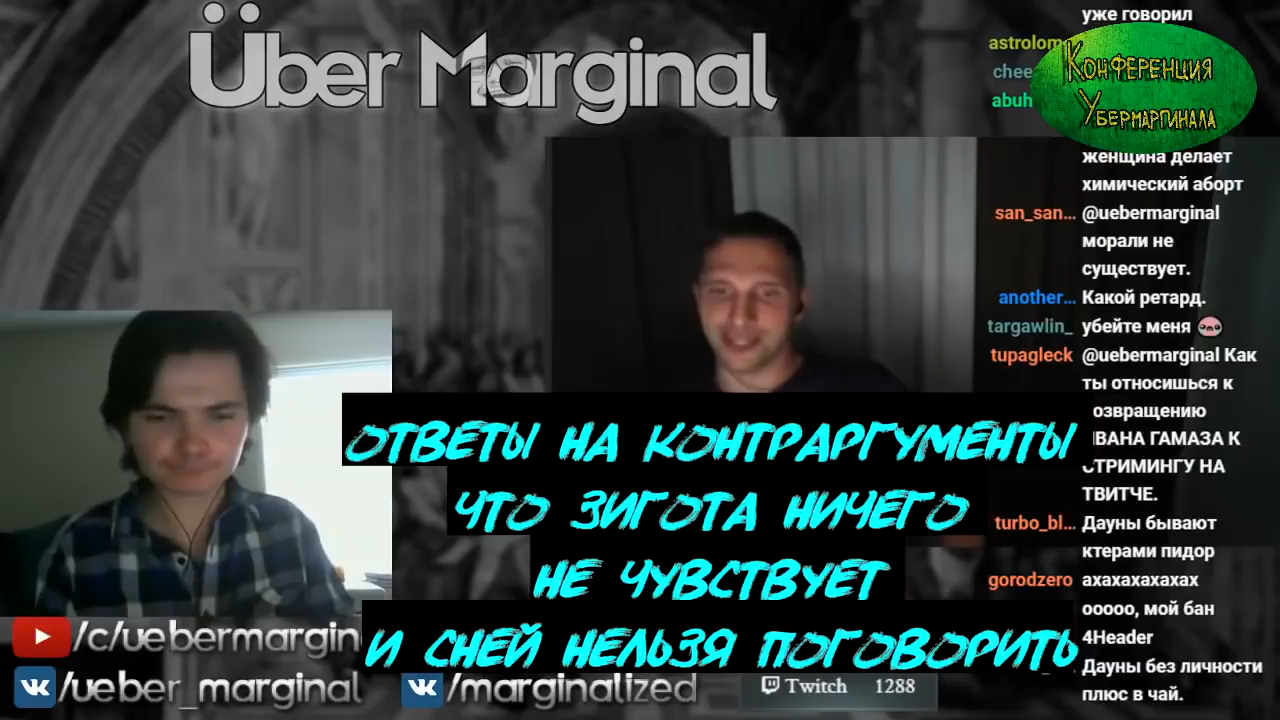 Über Marginal
уже говорил
astrolom
chee
abuh
Конференция
Убермаргинала
женщина делает
химический аборт
san_san… @uebermarginal
морали не
существует.
another… Какой ретард.
targawlin_ убейте меня
tupagleck @uebermarginal Как
ты относишься к
озвращению
ВАНА ГАМАЗА К
СТРИМИНГУ НА
ТВИТЧЕ.
turbo_bl… Дауны бывают
ктерами пидор
gorodzero ахахахахахах
ооооо, мой бан
4Header
Дауны без личности
плюс в чай.
ОТВЕТЫ НА КОНТРАРГУМЕНТЫ
ЧТО ЗИГОТА НИЧЕГО
НЕ ЧУВСТВУЕТ
И СНЕЙ НЕЛЬЗЯ ПОГОВОРИТЬ
/c/uebermargin
/ueber_marginal
/marginalized
Twitch 1288